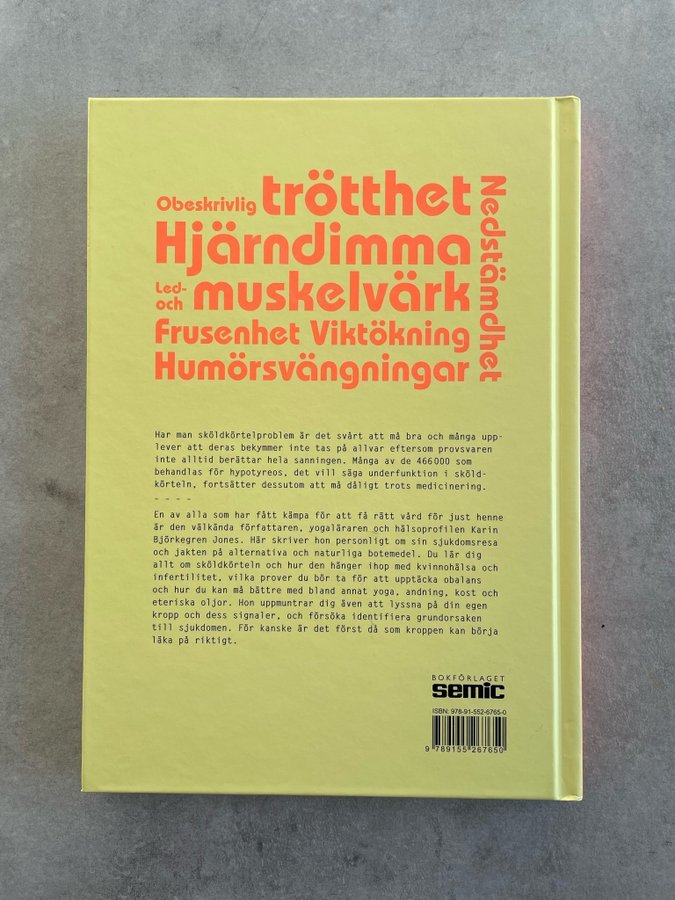 Obeskrivlig trötthet
Hjärndimma
Led-
och muskelvärk
Frusenhet Viktökning
Humörsvängningar
Nedstämdhet
Har man sköldkörtelproblem är det svårt att må bra och många upp-
lever att deras bekymmer inte tas på allvar eftersom provsvaren
inte alltid berättar hela sanningen. Många av de 466000 som
behandlas för hypotyreos, det vill säga underfunktion i sköld-
körteln, fortsätter dessutom att må dåligt trots medicinering.
- - - -
En av alla som har fått kämpa för att få rätt vård för just henne
är den välkända författaren, yogaläraren och hälsoprofilen Karin
Björkegren Jones. Här skriver hon personligt om sin sjukdomsresa
och jakten på alternativa och naturliga botemedel. Du lär dig
allt om sköldkörteln och hur den hänger ihop med kvinnohälsa och
infertilitet, vilka prover du bör ta för att upptäcka obalans
och hur du kan må bättre med bland annat yoga, andning, kost och
eteriska oljor. Hon uppmuntrar dig även att lyssna på din egen
kropp och dess signaler, och försöka identifiera grundorsaken
till sjukdomen. För kanske är det först då som kroppen kan börja
läka på riktigt.
BOKFÖRLAGET
semic
ISBN: 978-91-552-6765-0
9 789155 267650